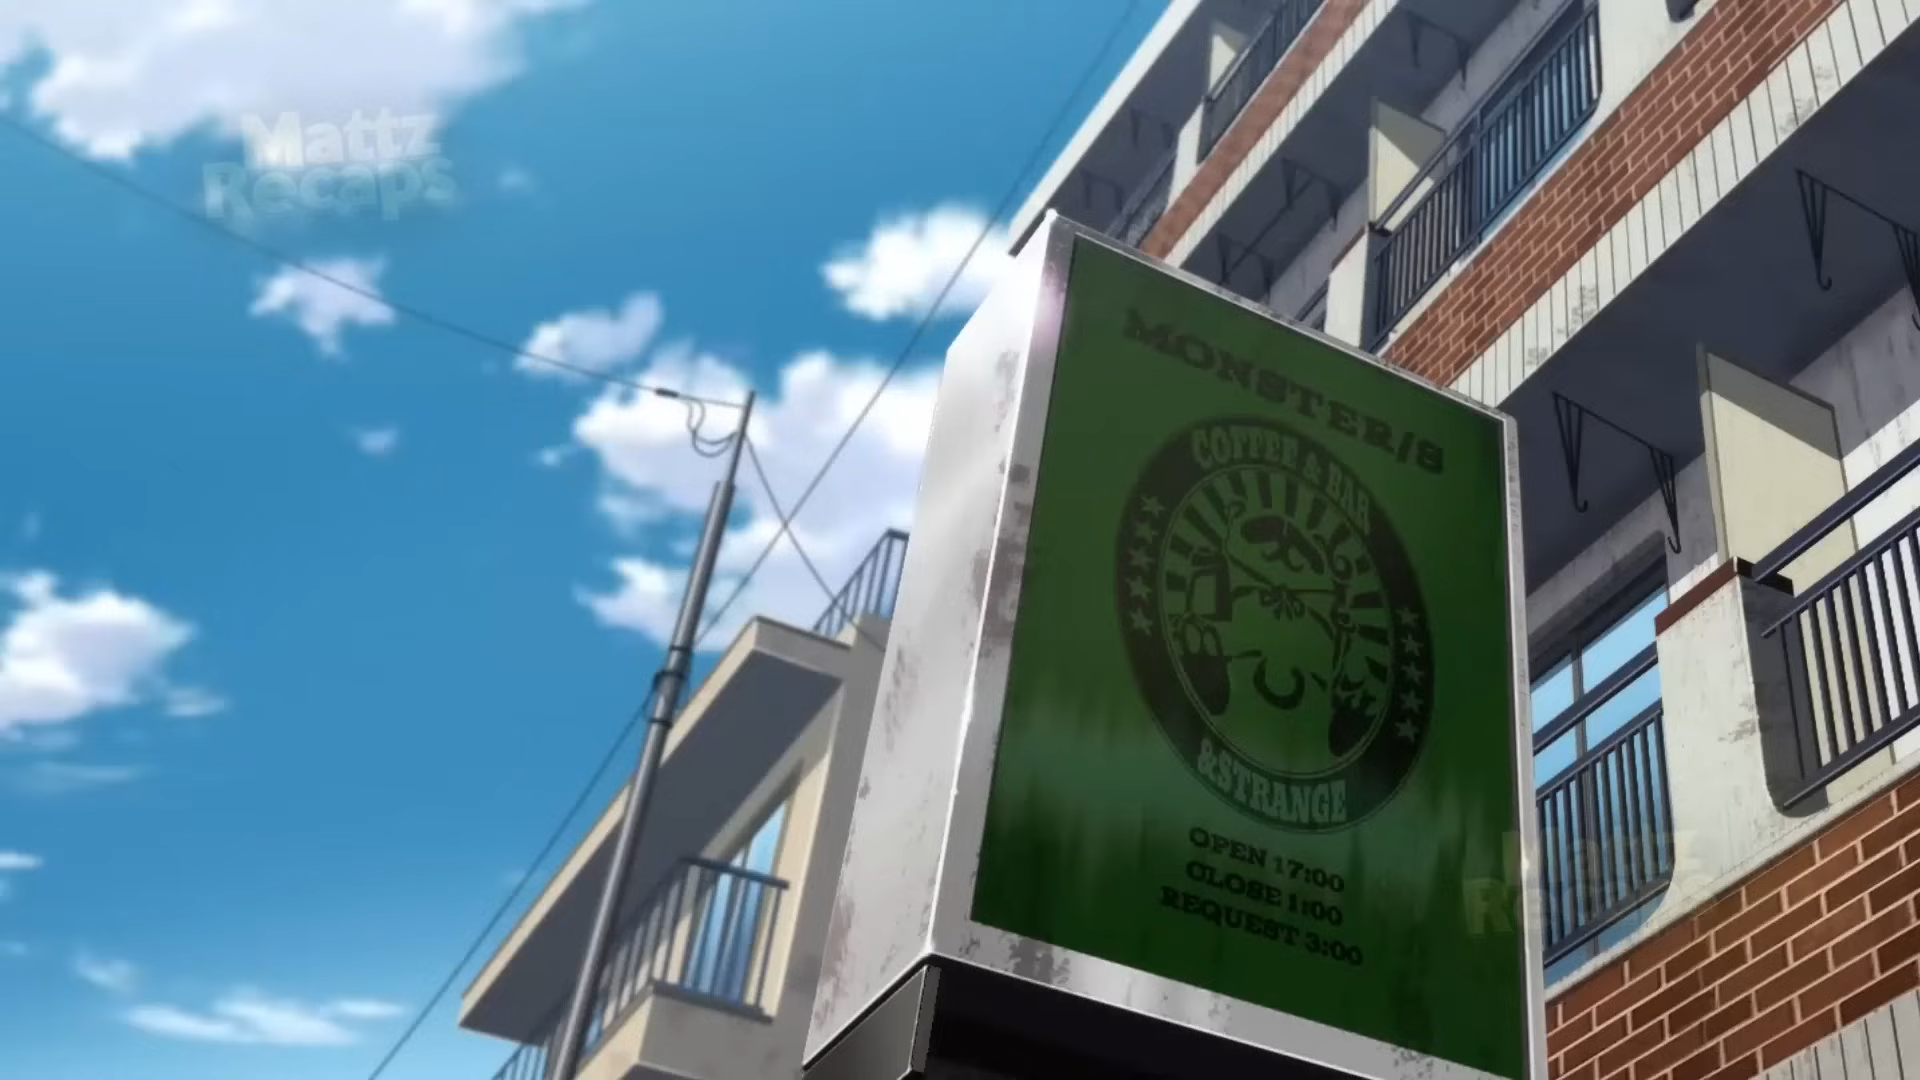 Mattz
Recaps
MONSTER/S
COFFEE & BAR
&STRANGE
OPEN 17:00
CLOSE 1:00
REQUEST 3:00